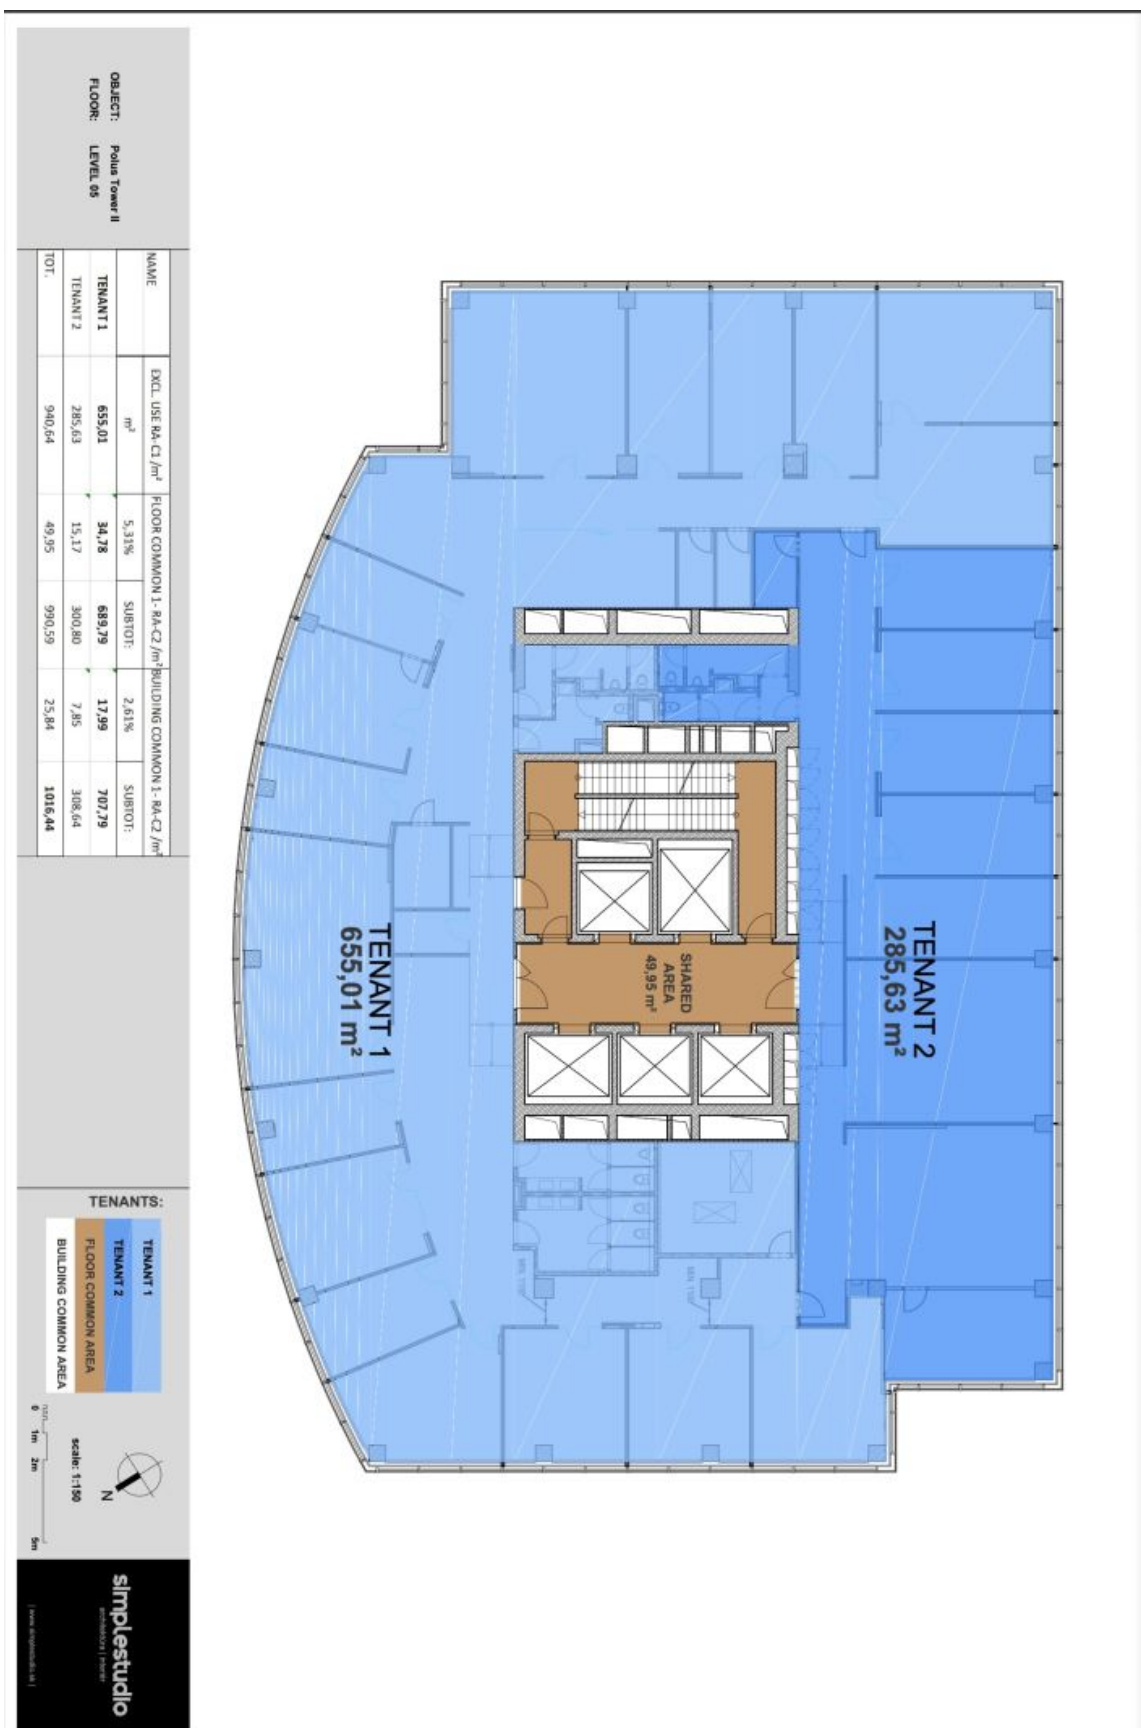 OBJECT: Polus Tower II
FLOOR: LEVEL 05
NAME EXCL. USE RA-C1 /m² FLOOR COMMON 1- RA-C2 /m² BUILDING COMMON 1- RA-C2 /m²
m² 5,31% SUBTOT: 2,61% SUBTOT:
TENANT 1 655,01 34,78 689,79 17,99 707,79
TENANT 2 285,63 15,17 300,80 7,85 308,64
TOT. 940,64 49,95 990,59 25,84 1016,44
TENANT 2
285,63 m²
SHARED
AREA
49,95 m²
TENANT 1
655,01 m²
TENANTS:
TENANT 1
TENANT 2
FLOOR COMMON AREA
BUILDING COMMON AREA
N
scale: 1:150
0 1m 2m 5m
simplestudio
architektúra | interiér
| www.simplestudio.sk |